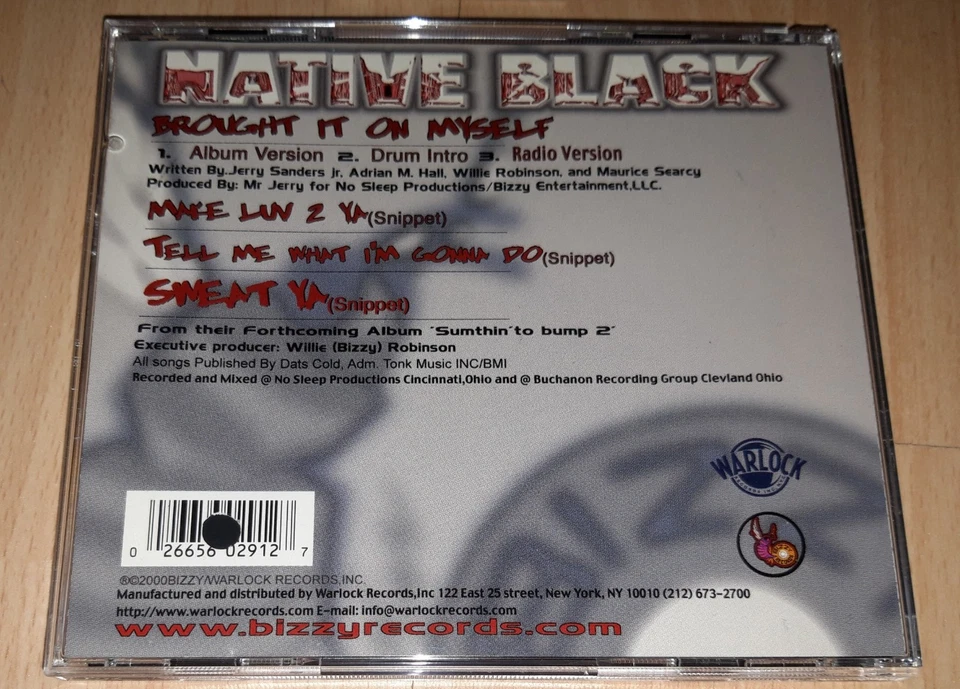 NATIVE BLACK
BROUGHT IT ON MYSELF
1. Album Version 2. Drum Intro 3. Radio Version
Written By.Jerry Sanders jr. Adrian M. Hall, Willie Robinson, and Maurice Searcy
Produced By: Mr Jerry for No Sleep Productions/Bizzy Entertainment,LLC.
MAKE LUV 2 YA(Snippet)
TELL ME WHAT I'M GONNA DO(Snippet)
SWEAT YA(Snippet)
From their Forthcoming Album "Sumthin'to bump 2"
Executive producer: Willie (Bizzy) Robinson
All songs Published By Dats Cold, Adm. Tonk Music INC/BMI
Recorded and Mixed @ No Sleep Productions Cincinnati,Ohio and @ Buchanon Recording Group Clevland Ohio
WARLOCK
RECORDS INC.
0 26656 02912 7
℗©2000BIZZY/WARLOCK RECORDS,INC.
Manufactured and distributed by Warlock Records,Inc 122 East 25 street, New York, NY 10010 (212) 673-2700
http://www.warlockrecords.com E-mail: info@warlockrecords.com
www.bizzyrecords.com